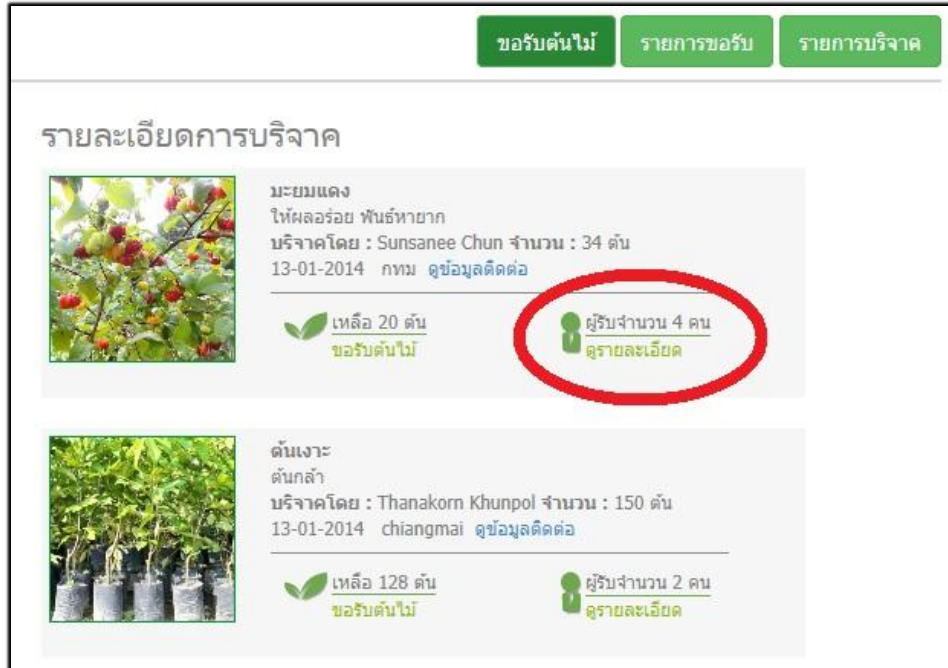 ขอรับต้นไม้ รายการขอรับ รายการบริจาค
รายละเอียดการบริจาค
มะยมแดง
ให้ผลอร่อย พันธ์หายาก
บริจาคโดย : Sunsanee Chun จำนวน : 34 ต้น
13-01-2014 กทม ดูข้อมูลติดต่อ
เหลือ 20 ต้น ผู้รับจำนวน 4 คน
ขอรับต้นไม้ ดูรายละเอียด
ต้นเงาะ
ต้นกล้า
บริจาคโดย : Thanakorn Khunpol จำนวน : 150 ต้น
13-01-2014 chiangmai ดูข้อมูลติดต่อ
เหลือ 128 ต้น ผู้รับจำนวน 2 คน
ขอรับต้นไม้ ดูรายละเอียด